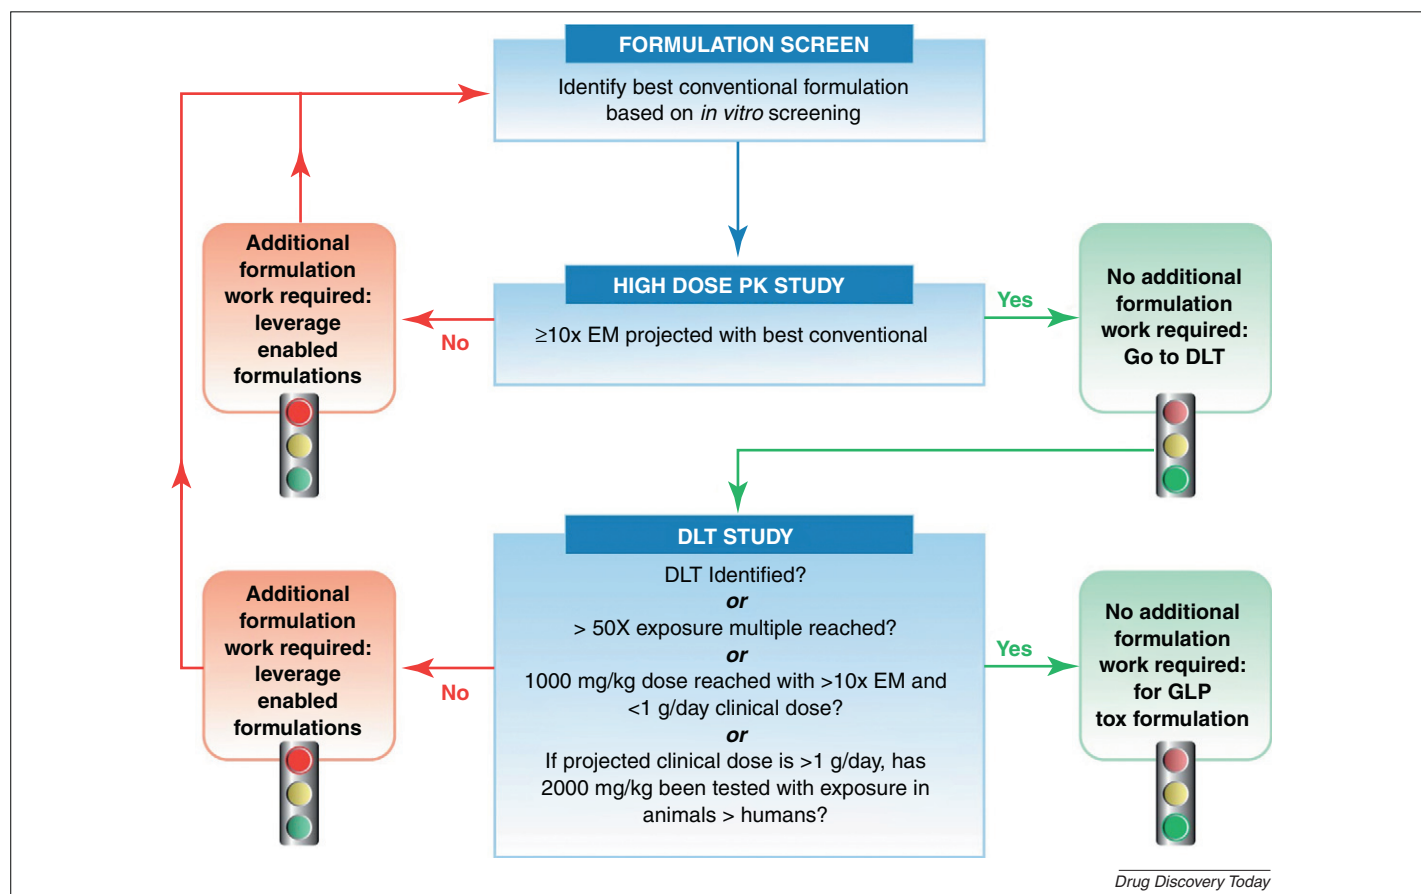 FORMULATION SCREEN
Identify best conventional formulation
based on in vitro screening
Additional
formulation
work required:
leverage
enabled
formulations
No
HIGH DOSE PK STUDY
≥10x EM projected with best conventional
Yes
No additional
formulation
work required:
Go to DLT
DLT STUDY
DLT Identified?
or
> 50X exposure multiple reached?
or
1000 mg/kg dose reached with >10x EM and
<1 g/day clinical dose?
or
If projected clinical dose is >1 g/day, has
2000 mg/kg been tested with exposure in
animals > humans?
Additional
formulation
work required:
leverage
enabled
formulations
No
Yes
No additional
formulation
work required:
for GLP
tox formulation
Drug Discovery Today